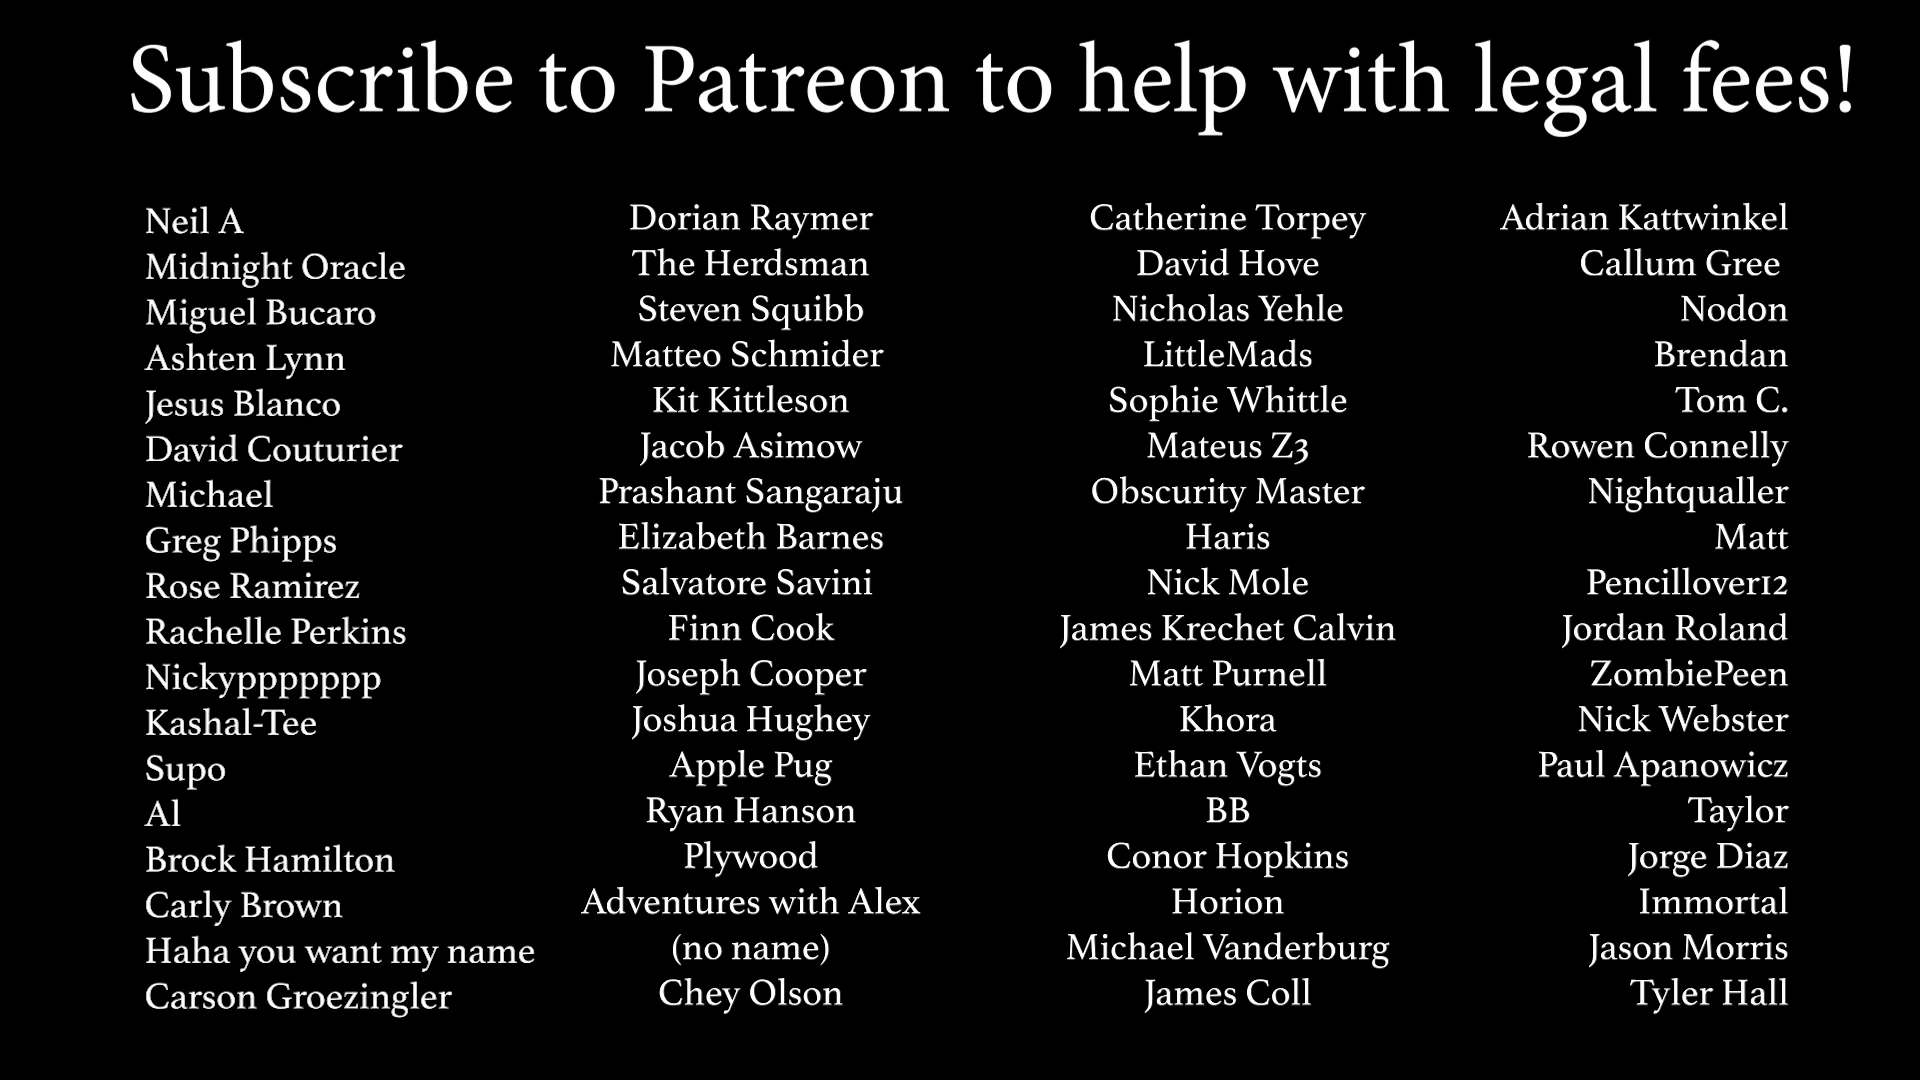 Subscribe to Patreon to help with legal fees!
Neil A
Midnight Oracle
Miguel Bucaro
Ashten Lynn
Jesus Blanco
David Couturier
Michael
Greg Phipps
Rose Ramirez
Rachelle Perkins
Nickyppppppp
Kashal-Tee
Supo
Al
Brock Hamilton
Carly Brown
Haha you want my name
Carson Groezingler
Dorian Raymer
The Herdsman
Steven Squibb
Matteo Schmider
Kit Kittleson
Jacob Asimow
Prashant Sangaraju
Elizabeth Barnes
Salvatore Savini
Finn Cook
Joseph Cooper
Joshua Hughey
Apple Pug
Ryan Hanson
Plywood
Adventures with Alex
(no name)
Chey Olson
Catherine Torpey
David Hove
Nicholas Yehle
LittleMads
Sophie Whittle
Mateus Z3
Obscurity Master
Haris
Nick Mole
James Krechet Calvin
Matt Purnell
Khora
Ethan Vogts
BB
Conor Hopkins
Horion
Michael Vanderburg
James Coll
Adrian Kattwinkel
Callum Gree
Nod0n
Brendan
Tom C.
Rowen Connelly
Nightqualler
Matt
Pencillover12
Jordan Roland
ZombiePeen
Nick Webster
Paul Apanowicz
Taylor
Jorge Diaz
Immortal
Jason Morris
Tyler Hall